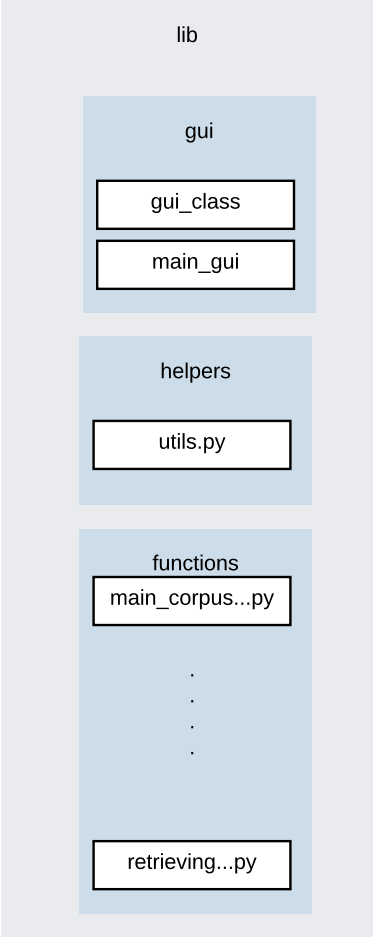 lib
gui
gui_class
main_gui
helpers
utils.py
functions
main_corpus...py
.
.
.
.
retrieving...py